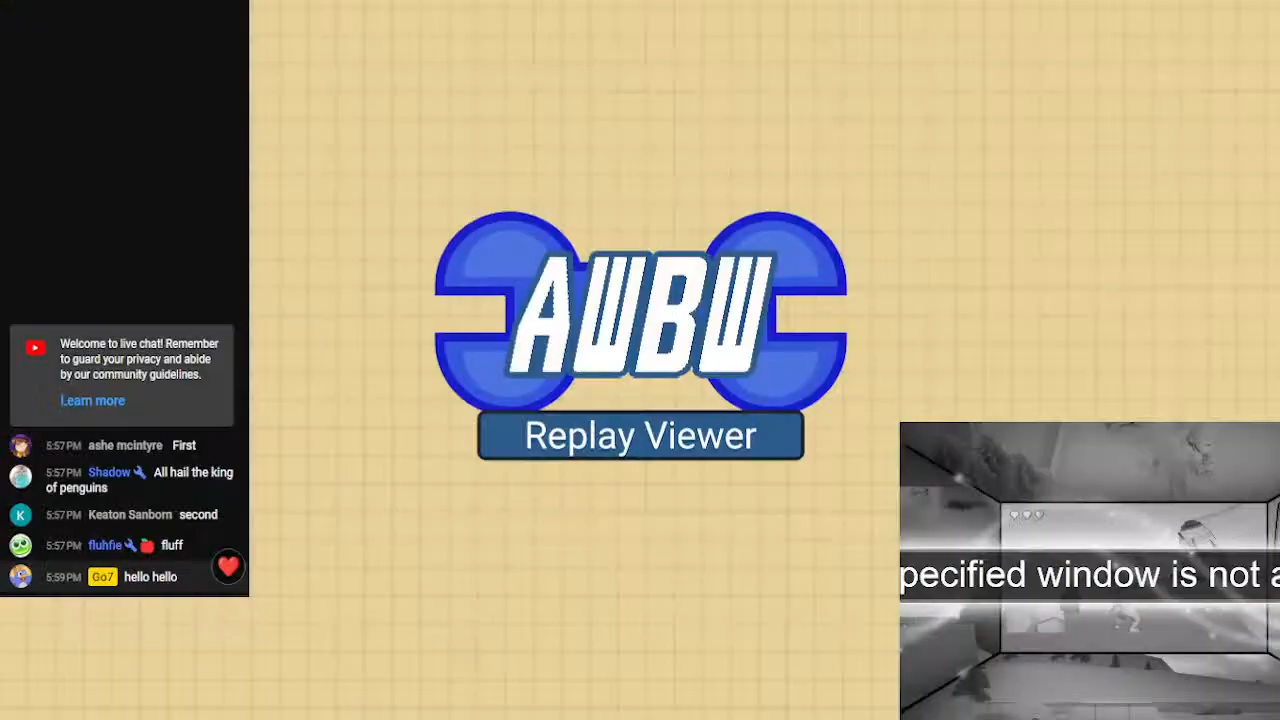 Welcome to live chat! Remember
to guard your privacy and abide
by our community guidelines.
Learn more
5:57 PM ashe mcintyre First
5:57 PM Shadow All hail the king
of penguins
K 5:57 PM Keaton Sanborn second
5:57 PM fluhfie fluff
5:59 PM Go7 hello hello
AWBW
Replay Viewer
pecified window is not a